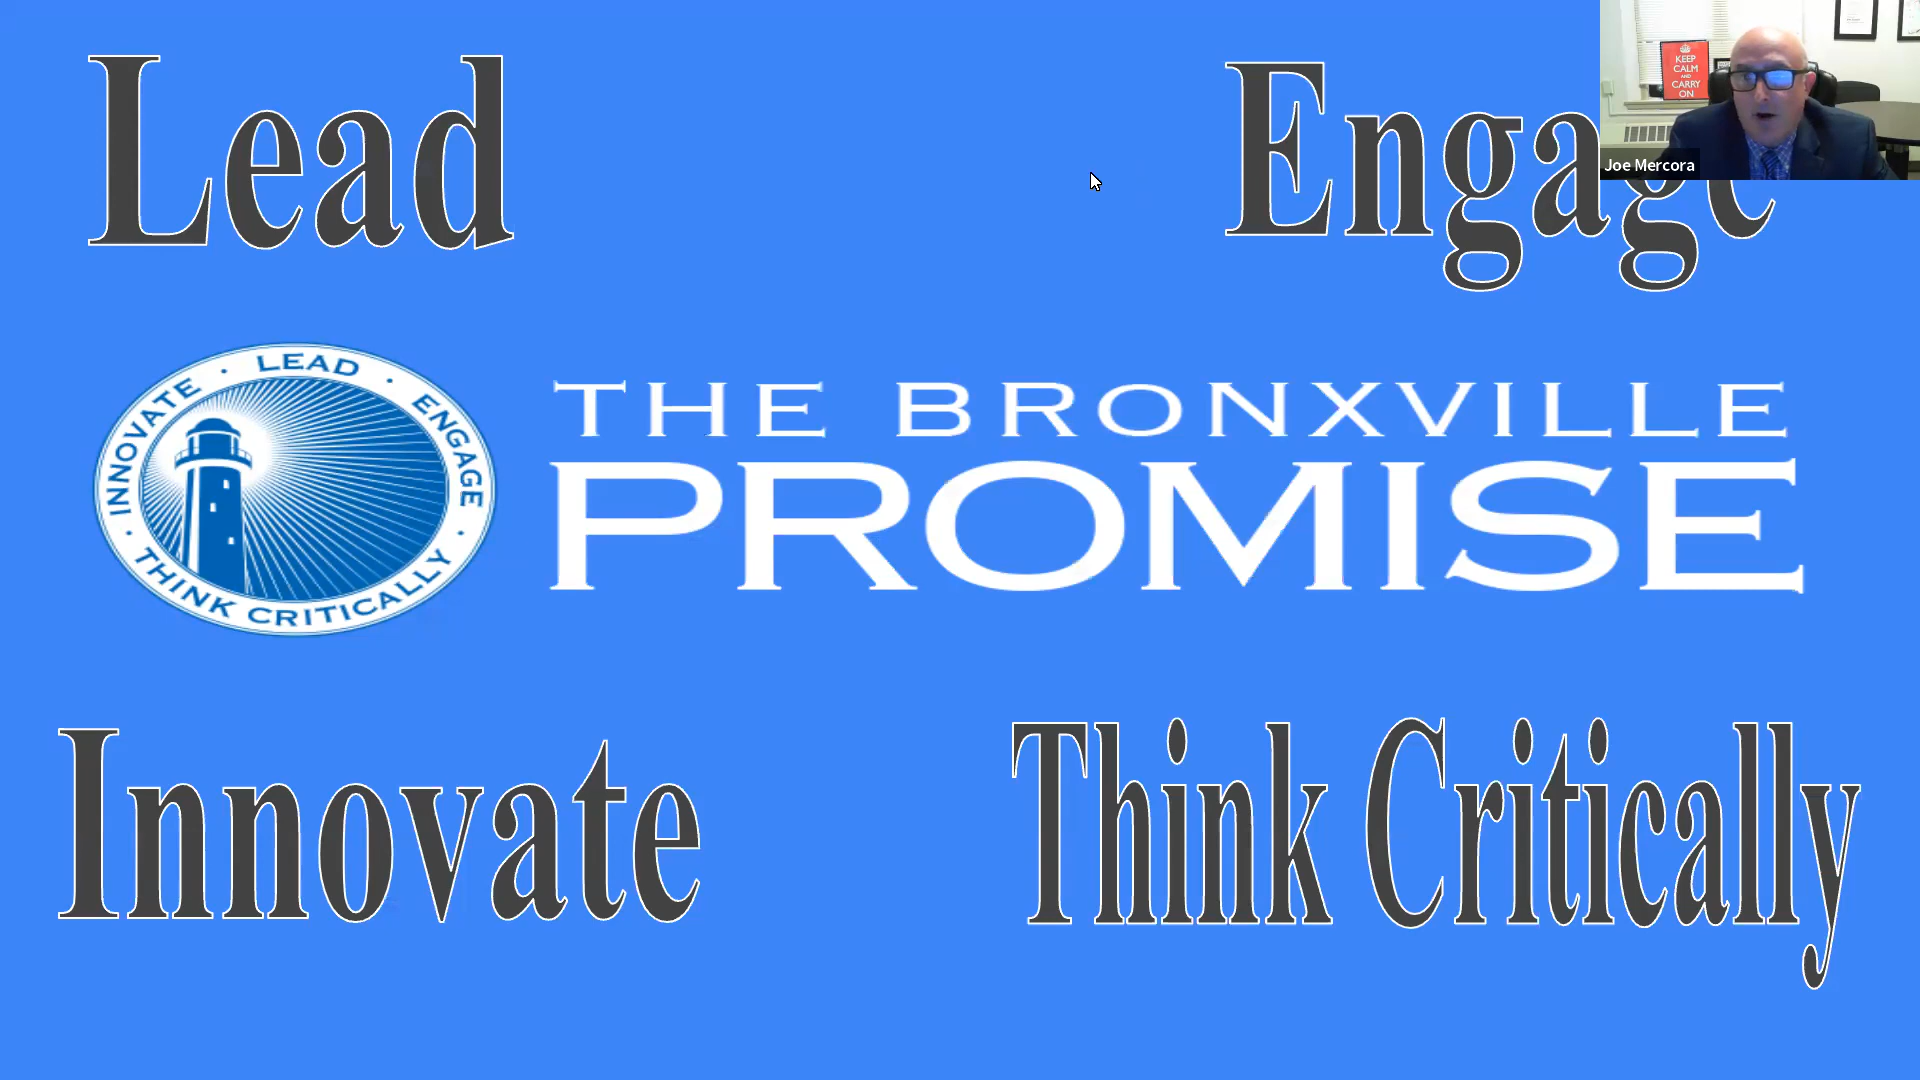 Lead
Engage
KEEP
CALM
AND
CARRY
ON
Joe Mercora
INNOVATE · LEAD · ENGAGE · THINK CRITICALLY ·
THE BRONXVILLE
PROMISE
Innovate
Think Critically